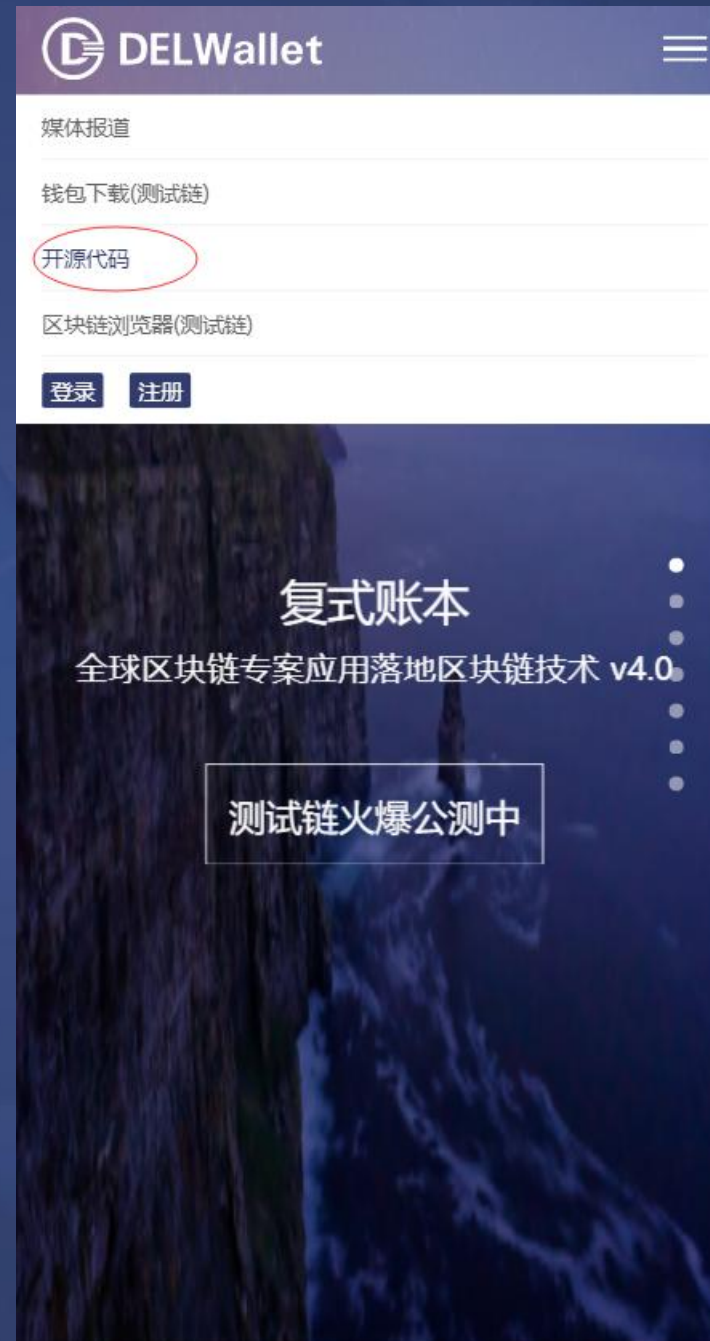 DELWallet
媒体报道
钱包下载(测试链)
开源代码
区块链浏览器(测试链)
登录 注册
复式账本
全球区块链专案应用落地区块链技术 v4.0
测试链火爆公测中